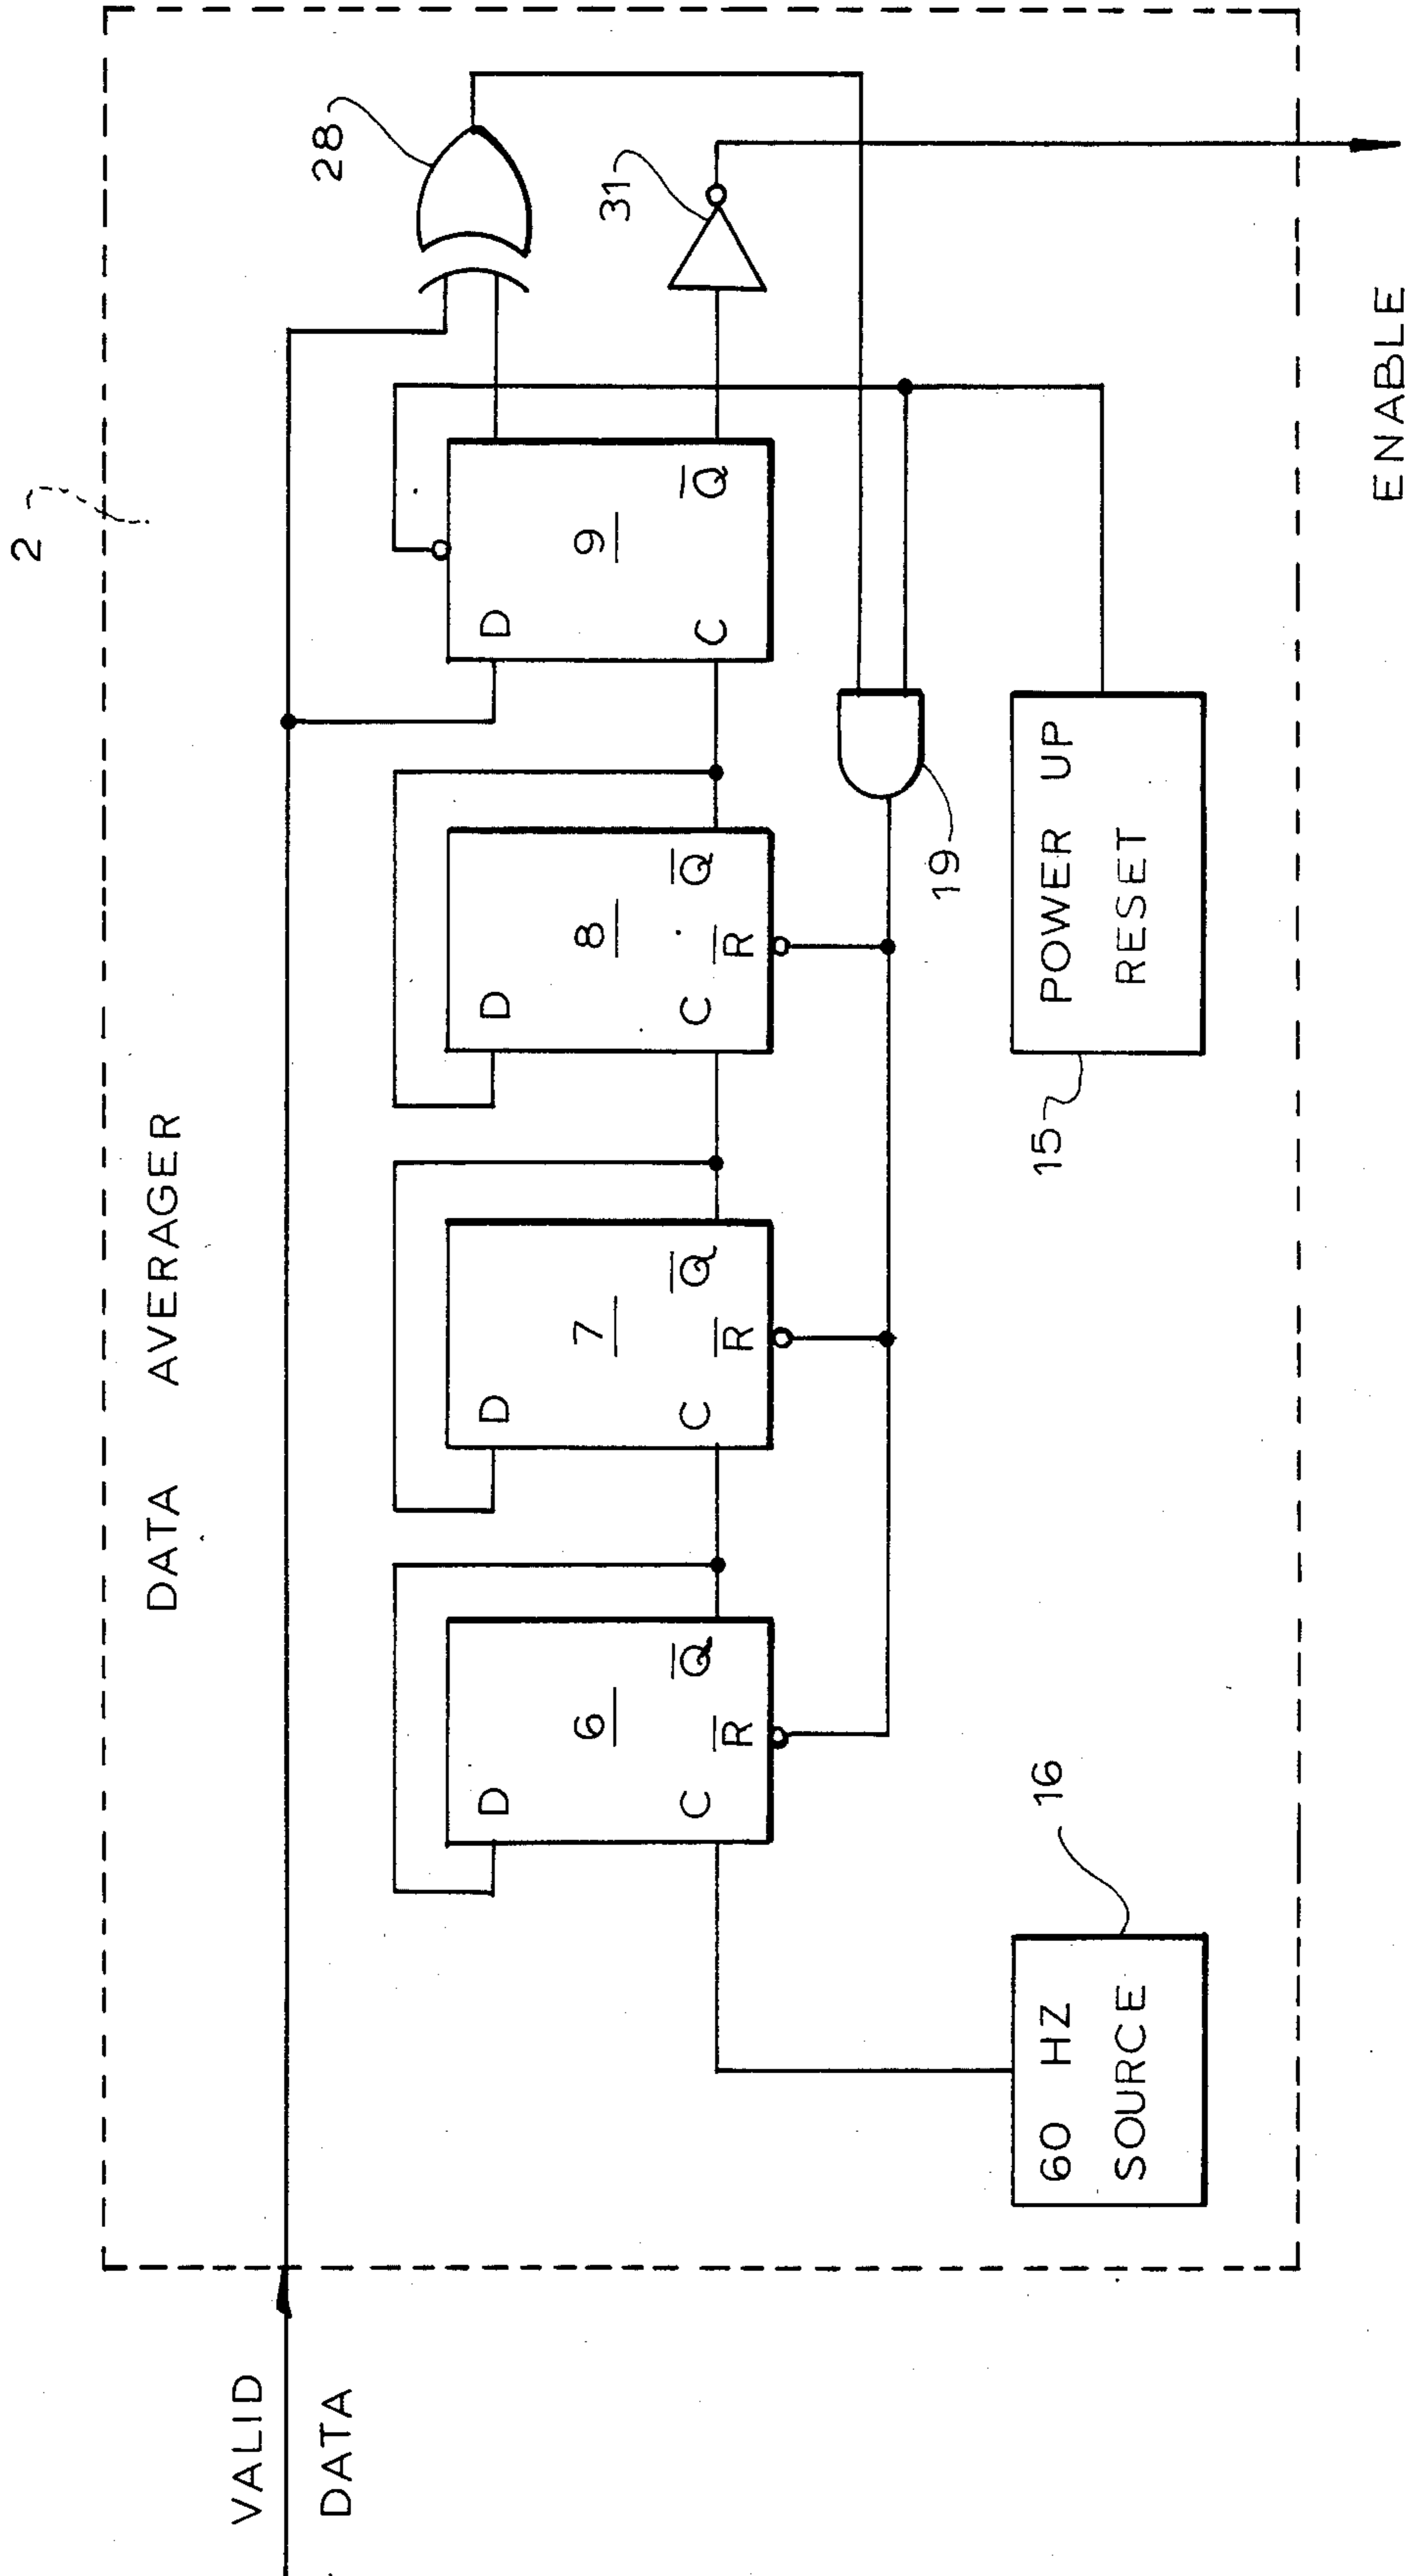 2
DATA AVERAGER
VALID
DATA
28
31
D
C
Q̅
R̅
6
D
C
Q̅
R̅
7
D
C
Q̅
R̅
8
D
C
Q̅
9
19
60 HZ
SOURCE
16
POWER UP
RESET
15
ENABLE